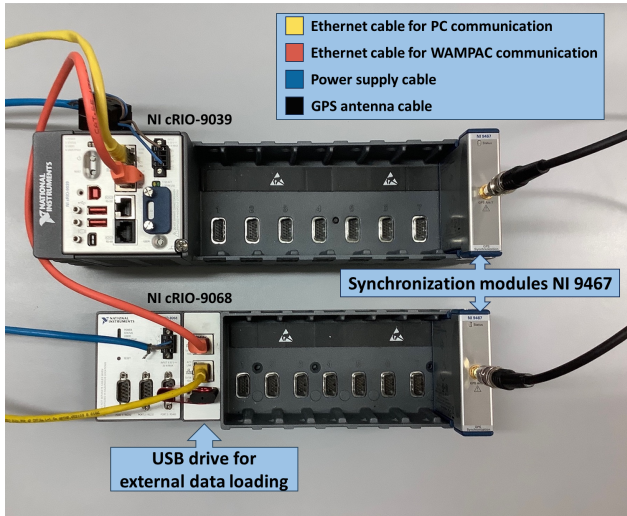 Ethernet cable for PC communication
Ethernet cable for WAMPAC communication
Power supply cable
GPS antenna cable
NI cRIO-9039
NI 9467
NATIONAL
INSTRUMENTS
Synchronization modules NI 9467
NI cRIO-9068
NATIONAL
INSTRUMENTS
NI 9467
USB drive for
external data loading